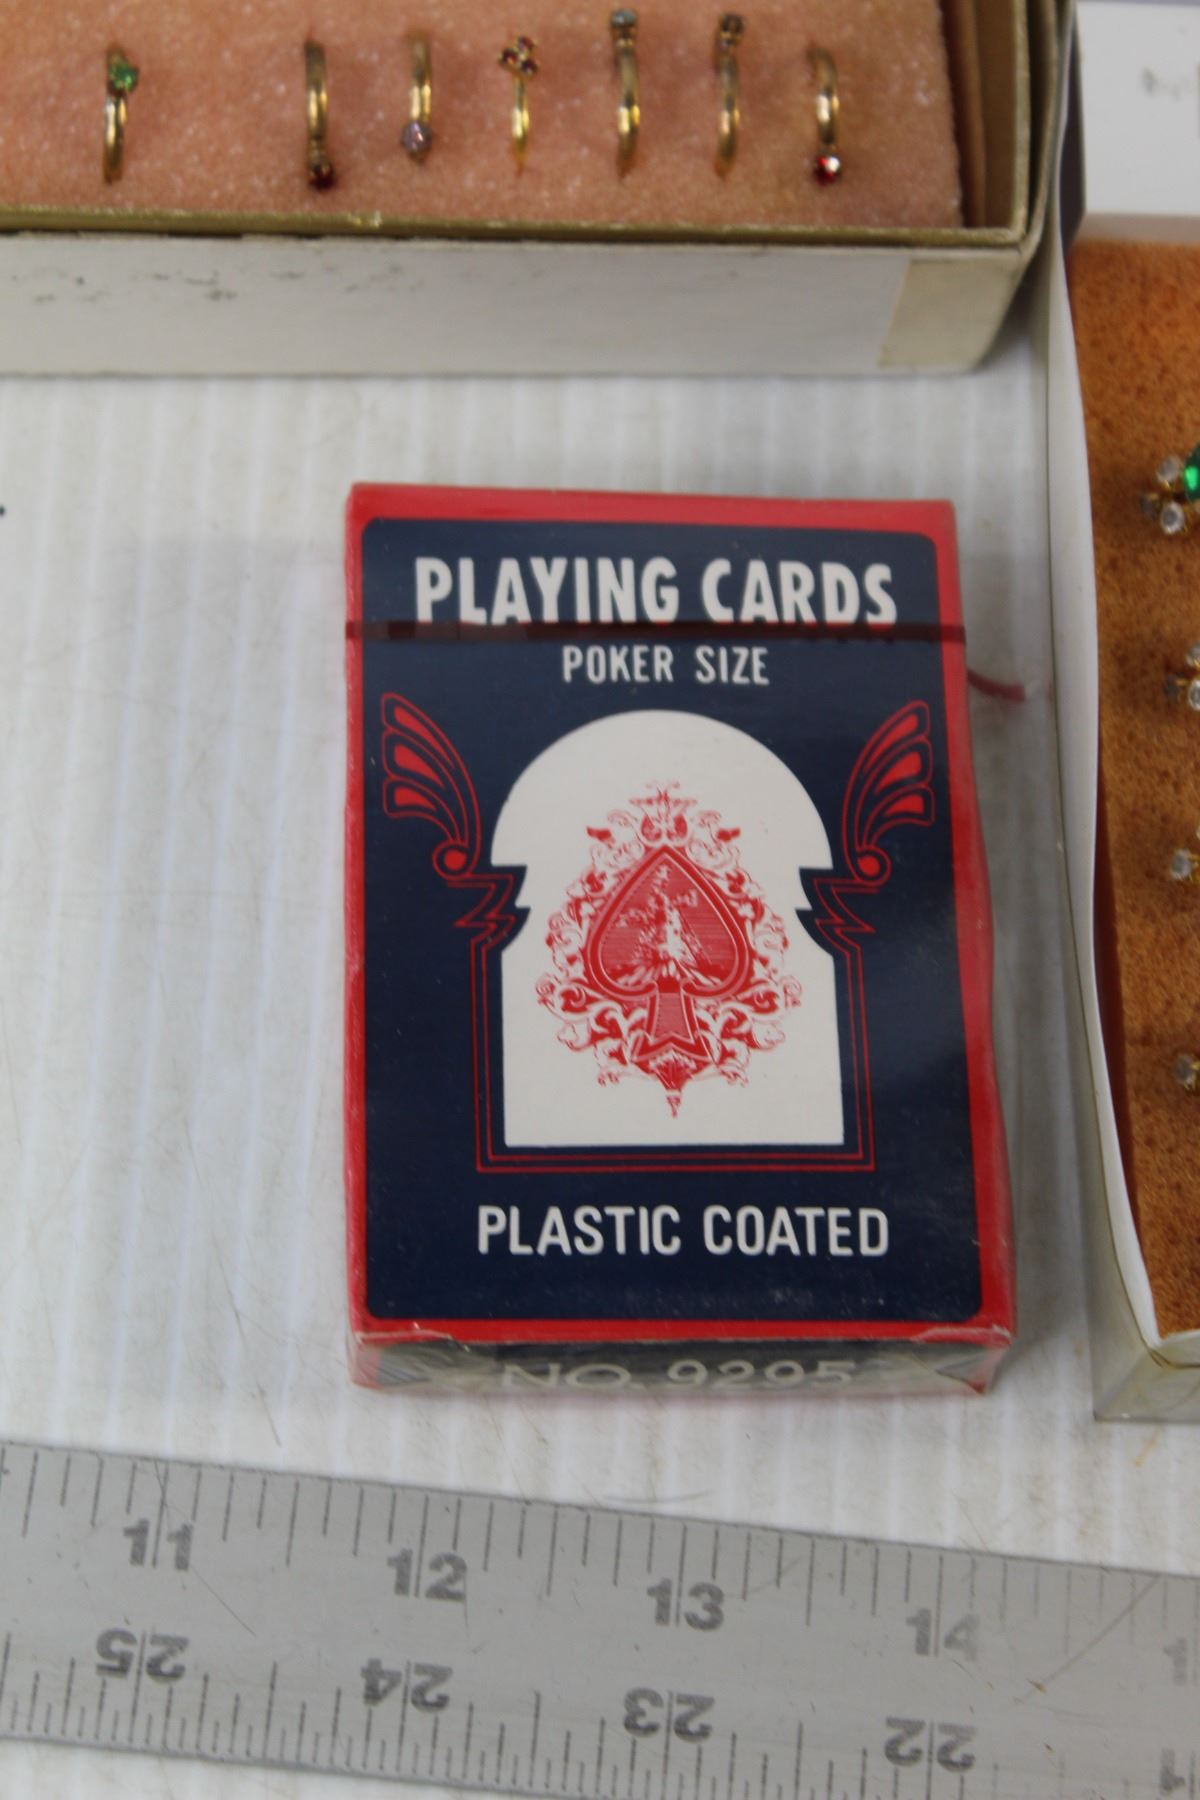 PLAYING CARDS
POKER SIZE
PLASTIC COATED
NO. 9295
11 12 13 14
25 24 23 22